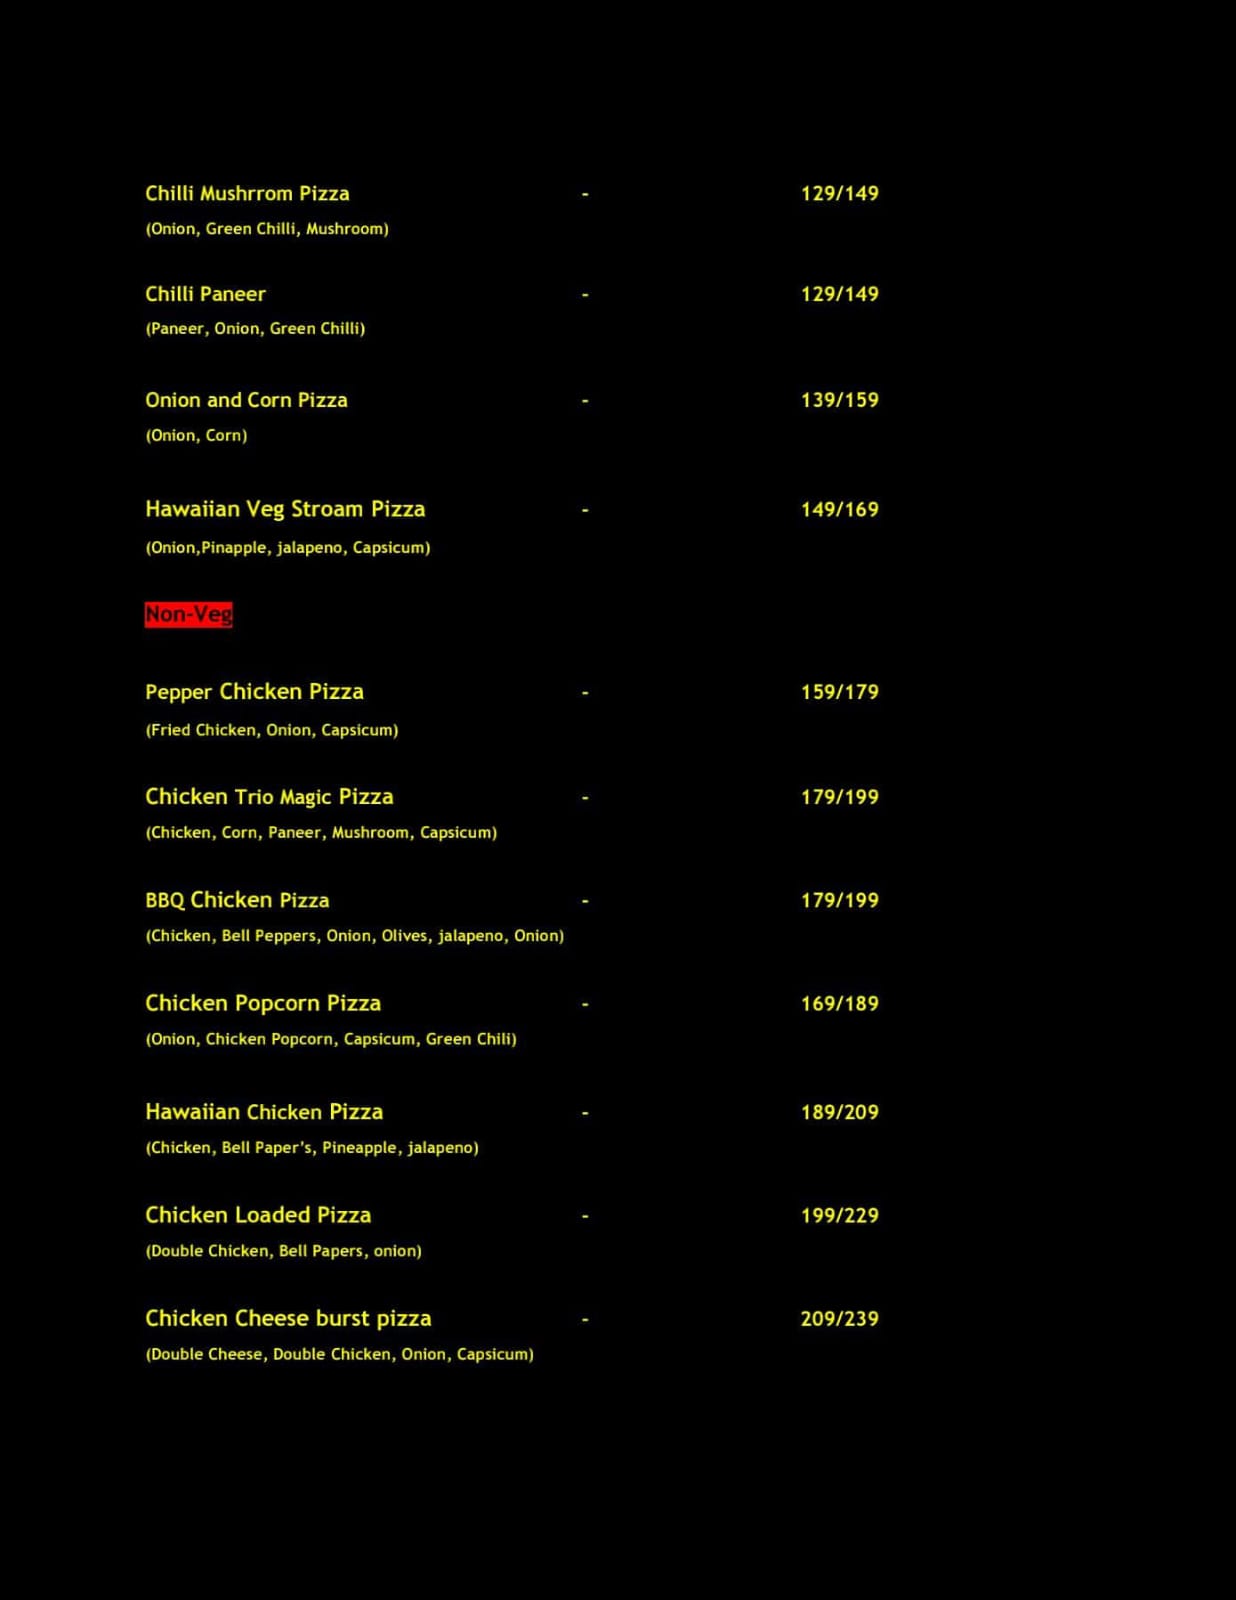 Chilli Mushrrom Pizza - 129/149
(Onion, Green Chilli, Mushroom)
Chilli Paneer - 129/149
(Paneer, Onion, Green Chilli)
Onion and Corn Pizza - 139/159
(Onion, Corn)
Hawaiian Veg Stroam Pizza - 149/169
(Onion,Pinapple, jalapeno, Capsicum)
Non-Veg
Pepper Chicken Pizza - 159/179
(Fried Chicken, Onion, Capsicum)
Chicken Trio Magic Pizza - 179/199
(Chicken, Corn, Paneer, Mushroom, Capsicum)
BBQ Chicken Pizza - 179/199
(Chicken, Bell Peppers, Onion, Olives, jalapeno, Onion)
Chicken Popcorn Pizza - 169/189
(Onion, Chicken Popcorn, Capsicum, Green Chili)
Hawaiian Chicken Pizza - 189/209
(Chicken, Bell Paper's, Pineapple, jalapeno)
Chicken Loaded Pizza - 199/229
(Double Chicken, Bell Papers, onion)
Chicken Cheese burst pizza - 209/239
(Double Cheese, Double Chicken, Onion, Capsicum)